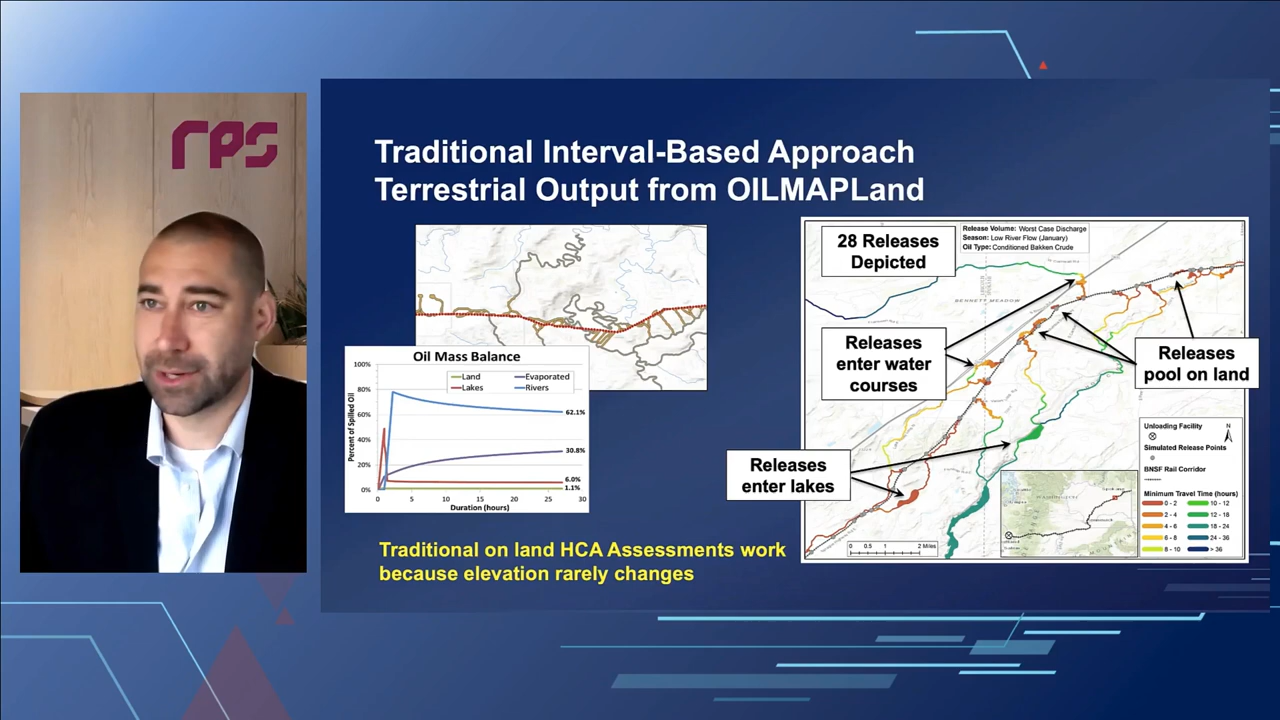 rps
Traditional Interval-Based Approach
Terrestrial Output from OILMAPLand
Oil Mass Balance
Percent of Spilled Oil
100%
80%
60%
40%
20%
0%
Land
Evaporated
Lakes
Rivers
62.1%
30.8%
6.0%
1.1%
0 5 10 15 20 25 30
Duration (hours)
Traditional on land HCA Assessments work
because elevation rarely changes
28 Releases
Depicted
Release Volume: Worst Case Discharge
Season: Low River Flow (January)
Oil Type: Conditioned Bakken Crude
BENNETT MEADOW
Releases
enter water
courses
Releases
pool on land
Releases
enter lakes
0 0.5 1 2 Miles
Unloading Facility
N
Simulated Release Points
BNSF Rail Corridor
Minimum Travel Time (hours)
0 - 2
10 - 12
2 - 4
12 - 18
4 - 6
18 - 24
6 - 8
24 - 36
8 - 10
> 36